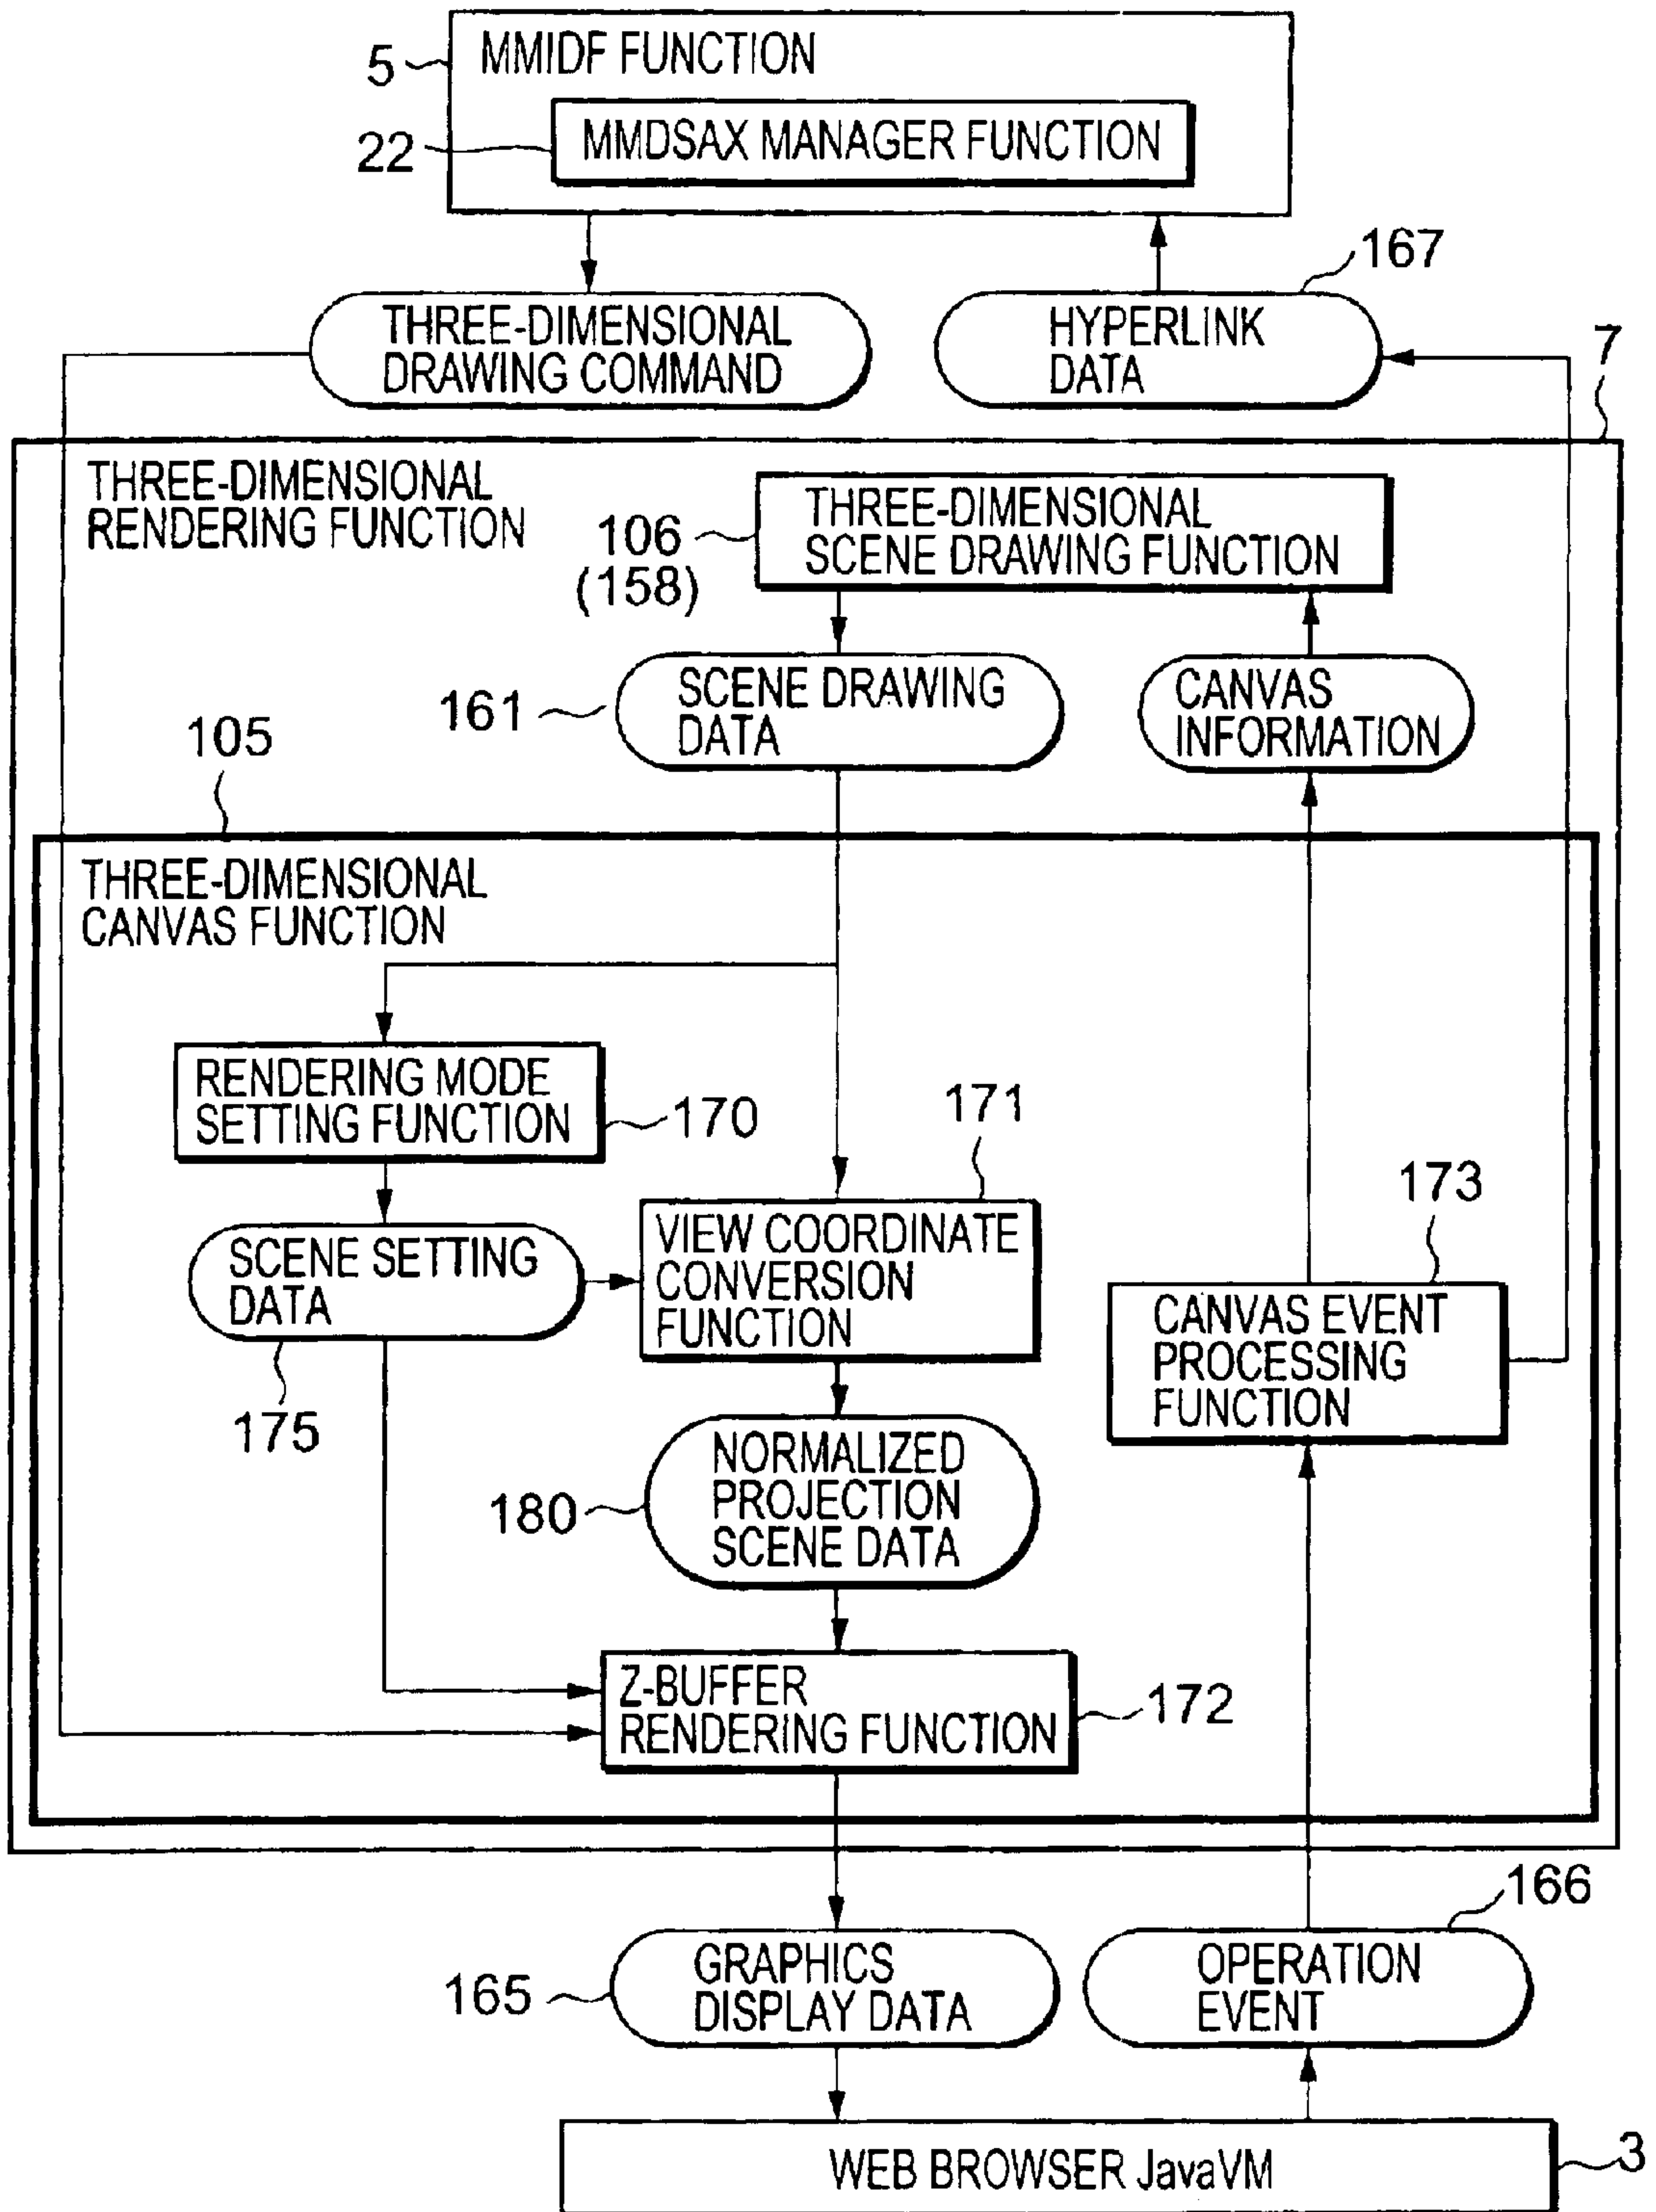 5
MMIDF FUNCTION
22
MMDSAX MANAGER FUNCTION
167
THREE-DIMENSIONAL
DRAWING COMMAND
HYPERLINK
DATA
7
THREE-DIMENSIONAL
RENDERING FUNCTION
106
(158)
THREE-DIMENSIONAL
SCENE DRAWING FUNCTION
161
SCENE DRAWING
DATA
CANVAS
INFORMATION
105
THREE-DIMENSIONAL
CANVAS FUNCTION
RENDERING MODE
SETTING FUNCTION
170
171
173
SCENE SETTING
DATA
175
VIEW COORDINATE
CONVERSION
FUNCTION
CANVAS EVENT
PROCESSING
FUNCTION
180
NORMALIZED
PROJECTION
SCENE DATA
Z-BUFFER
RENDERING FUNCTION
172
166
165
GRAPHICS
DISPLAY DATA
OPERATION
EVENT
WEB BROWSER JavaVM
3